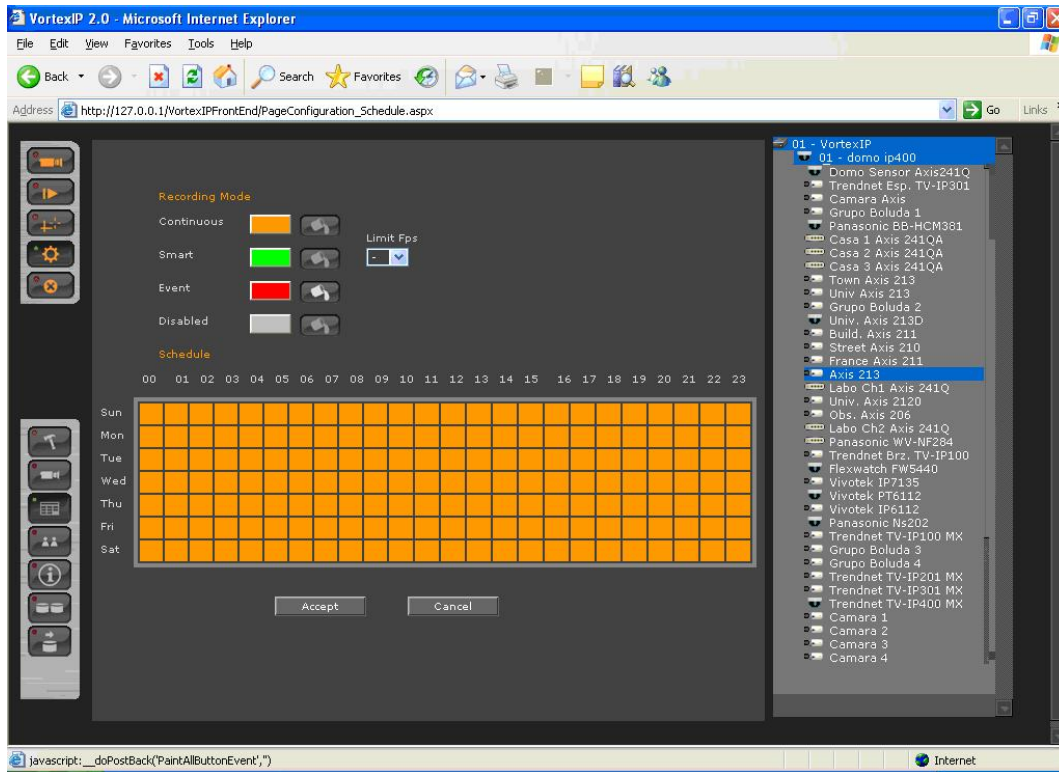 VortexIP 2.0 - Microsoft Internet Explorer
File Edit View Favorites Tools Help
Back Search Favorites
Address http://127.0.0.1/VortexIPFrontEnd/PageConfiguration_Schedule.aspx Go Links
Recording Mode
Continuous
Limit Fps
Smart -
Event
Disabled
Schedule
00 01 02 03 04 05 06 07 08 09 10 11 12 13 14 15 16 17 18 19 20 21 22 23
Sun
Mon
Tue
Wed
Thu
Fri
Sat
Accept Cancel
01 - VortexIP
01 - domo ip400
Domo Sensor Axis241Q
Trendnet Esp. TV-IP301
Camara Axis
Grupo Boluda 1
Panasonic BB-HCM381
Casa 1 Axis 241QA
Casa 2 Axis 241QA
Casa 3 Axis 241QA
Town Axis 213
Univ Axis 213
Grupo Boluda 2
Univ. Axis 213D
Build. Axis 211
Street Axis 210
France Axis 211
Axis 213
Labo Ch1 Axis 241Q
Univ. Axis 2120
Obs. Axis 206
Labo Ch2 Axis 241Q
Panasonic WV-NF284
Trendnet Brz. TV-IP100
Flexwatch FW5440
Vivotek IP7135
Vivotek PT6112
Vivotek IP6112
Panasonic Ns202
Trendnet TV-IP100 MX
Grupo Boluda 3
Grupo Boluda 4
Trendnet TV-IP201 MX
Trendnet TV-IP301 MX
Trendnet TV-IP400 MX
Camara 1
Camara 2
Camara 3
Camara 4
javascript:__doPostBack('PaintAllButtonEvent','') Internet